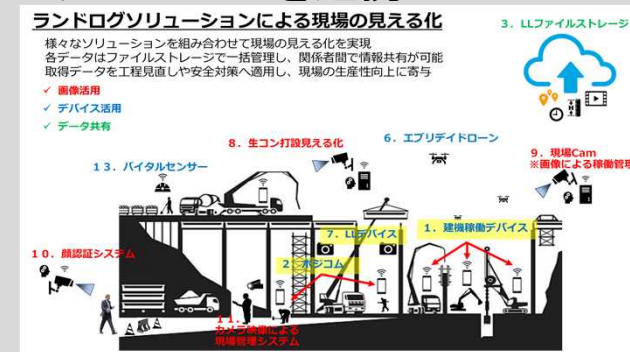 ランドログソリューションによる現場の見える化
3．LLファイルストレージ
様々なソリューションを組み合わせて現場の見える化を実現
各データはファイルストレージで一括管理し、関係者間で情報共有が可能
取得データを工程見直しや安全対策へ適用し、現場の生産性向上に寄与
✓ 画像活用
✓ デバイス活用
✓ データ共有
8．生コン打設見える化
6．エブリデイドローン
9．現場Cam
※画像による稼働管理
13．バイタルセンサー
7．LLデバイス
1．建機稼働デバイス
10．顔認証システム
2．ポジコム
11．
カメラ映像による
現場管理システム